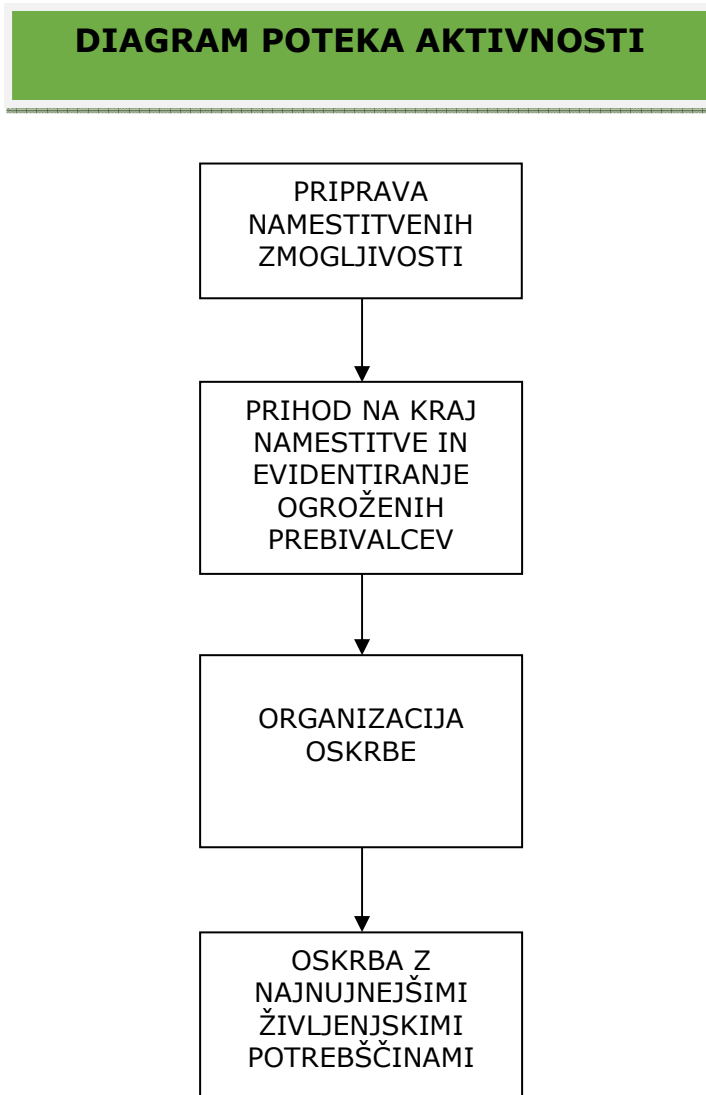 DIAGRAM POTEKA AKTIVNOSTI
PRIPRAVA
NAMESTITVENIH
ZMOGLJIVOSTI
PRIHOD NA KRAJ
NAMESTITVE IN
EVIDENTIRANJE
OGROŽENIH
PREBIVALCEV
ORGANIZACIJA
OSKRBE
OSKRBA Z
NAJNUJNEJŠIMI
ŽIVLJENJSKIMI
POTREBŠČINAMI